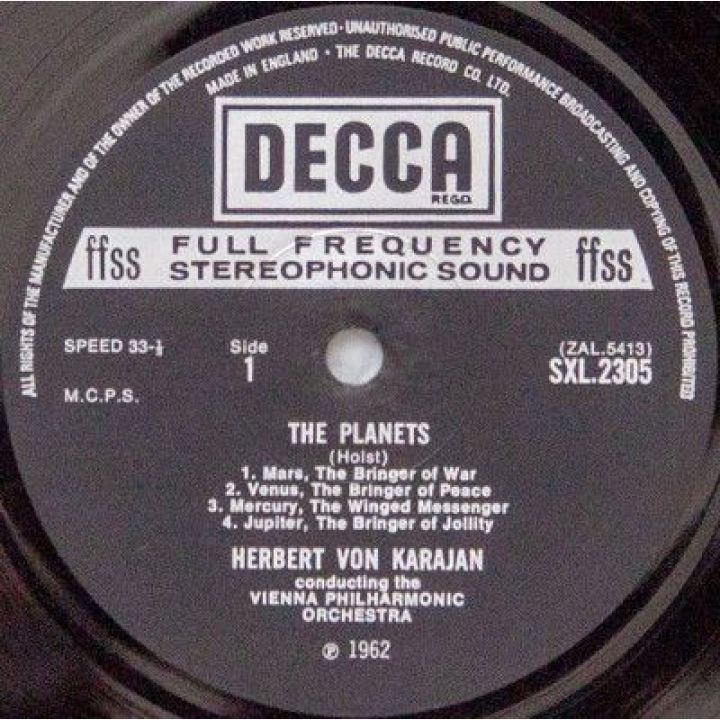 ALL RIGHTS OF THE MANUFACTURER AND OF THE OWNER OF THE RECORDED WORK RESERVED · UNAUTHORISED PUBLIC PERFORMANCE BROADCASTING AND COPYING OF THIS RECORD PROHIBITED
MADE IN ENGLAND · THE DECCA RECORD CO. LTD.
DECCA
REGD.
ffss FULL FREQUENCY ffss
STEREOPHONIC SOUND
SPEED 33-⅓ Side (ZAL.5413)
1 SXL.2305
M.C.P.S.
THE PLANETS
(Holst)
1. Mars, The Bringer of War
2. Venus, The Bringer of Peace
3. Mercury, The Winged Messenger
4. Jupiter, The Bringer of Jollity
HERBERT VON KARAJAN
conducting the
VIENNA PHILHARMONIC
ORCHESTRA
℗ 1962